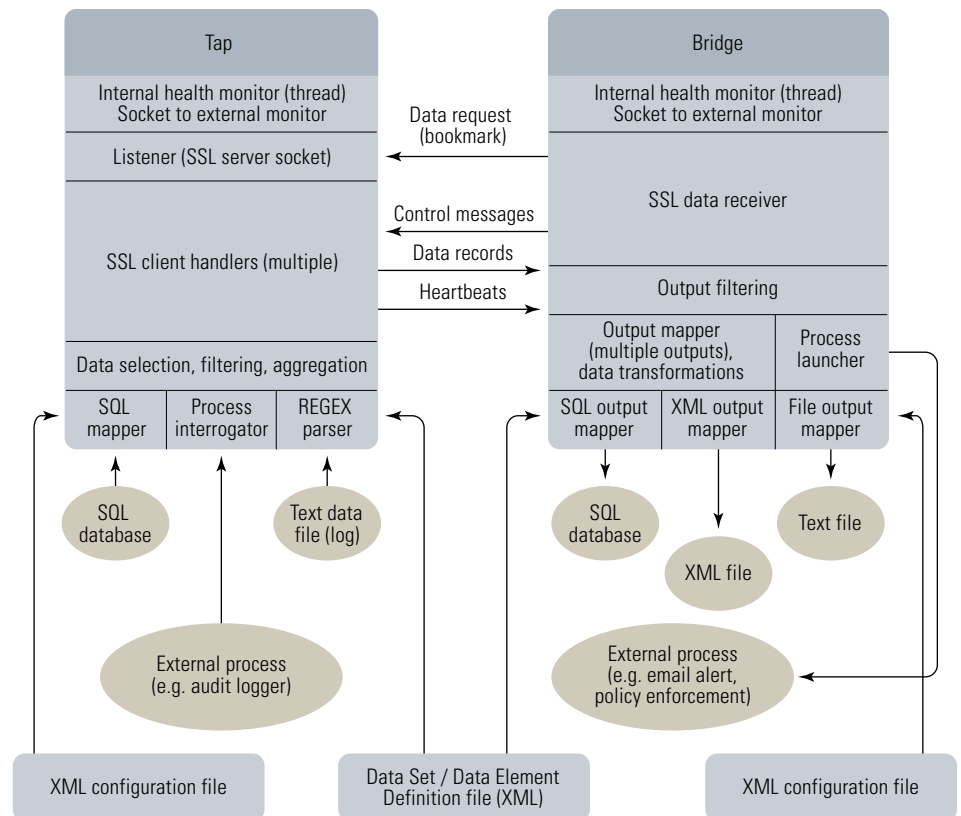 Tap
Internal health monitor (thread)
Socket to external monitor
Listener (SSL server socket)
SSL client handlers (multiple)
Data selection, filtering, aggregation
SQL
mapper
Process
interrogator
REGEX
parser
Data request
(bookmark)
Control messages
Data records
Heartbeats
Bridge
Internal health monitor (thread)
Socket to external monitor
SSL data receiver
Output filtering
Output mapper
(multiple outputs),
data transformations
Process
launcher
SQL output
mapper
XML output
mapper
File output
mapper
SQL
database
Text data
file (log)
SQL
database
XML file
Text file
External process
(e.g. audit logger)
External process
(e.g. email alert,
policy enforcement)
XML configuration file
Data Set / Data Element
Definition file (XML)
XML configuration file